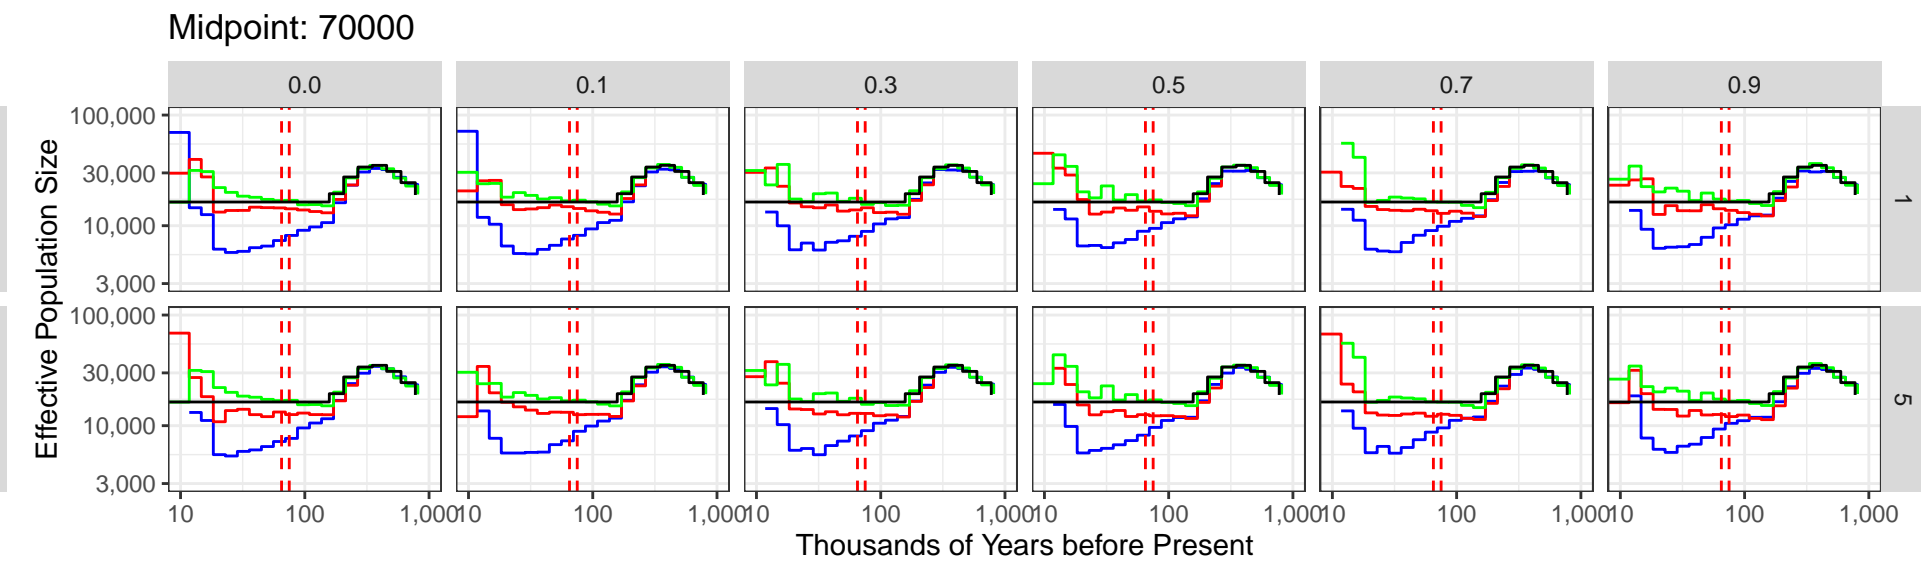 Midpoint: 70000
0.0 0.1 0.3 0.5 0.7 0.9
100,000
30,000
10,000
3,000
1
100,000
30,000
10,000
3,000
5
Effective Population Size
10 100 1,000 10 100 1,000 10 100 1,000 10 100 1,000 10 100 1,000 10 100 1,000
Thousands of Years before Present